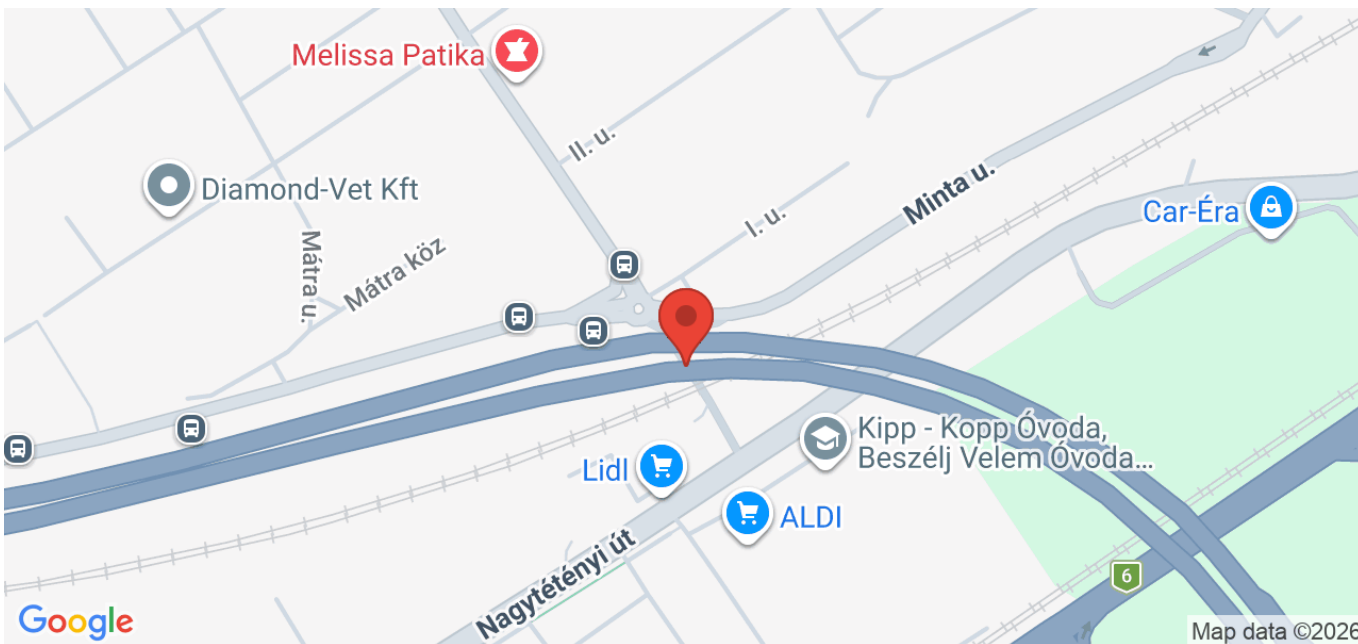 Melissa Patika
II. u.
Diamond-Vet Kft
Minta u.
Car-Éra
I. u.
Mátra u.
Mátra köz
Kipp - Kopp Óvoda,
Beszélj Velem Óvoda...
Lidl
ALDI
6
Nagytétényi út
Google
Map data ©2026